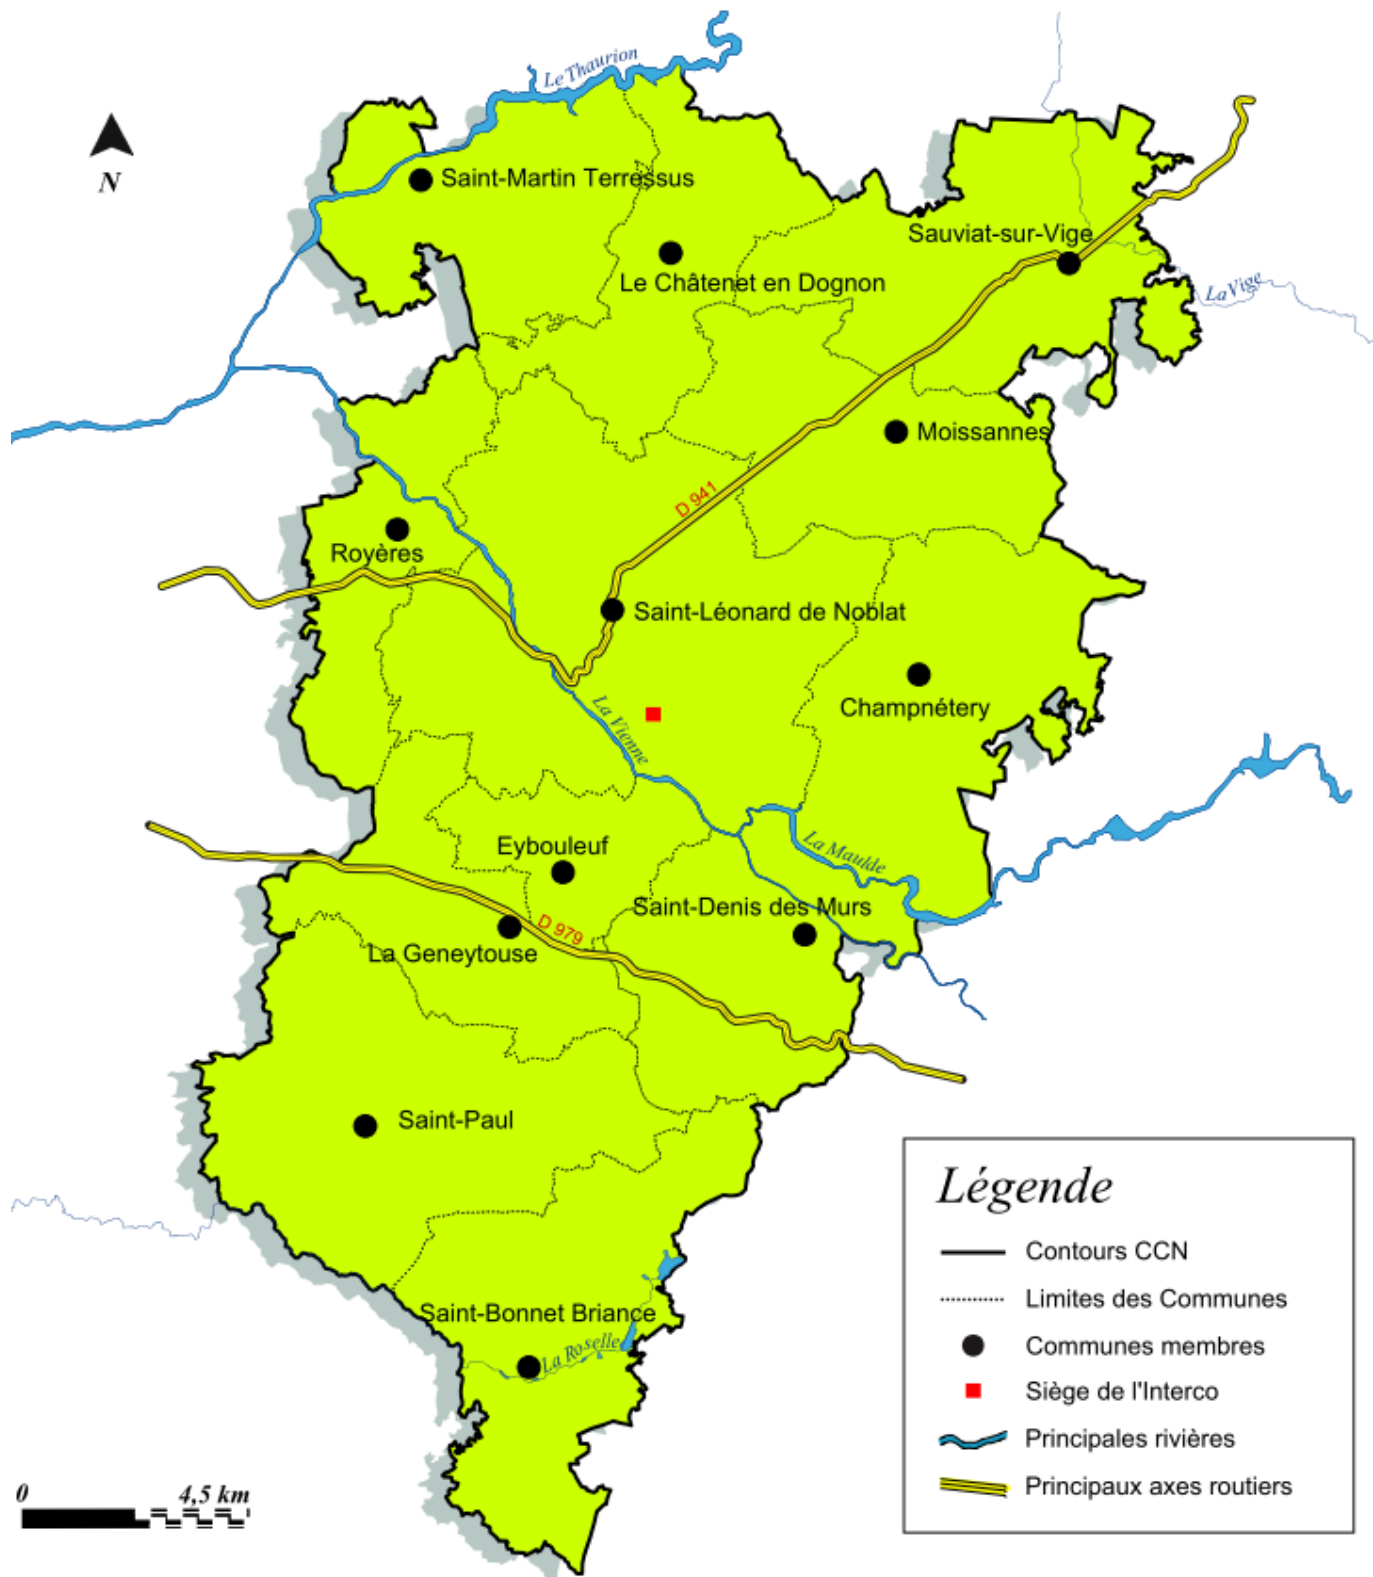 Le Thaurion
N
Saint-Martin Terressus
Sauviat-sur-Vige
Le Châtenet en Dognon
La Vige
Moissannes
D 941
Royères
Saint-Léonard de Noblat
Champnétery
La Vienne
Eybouleuf
La Maulde
Saint-Denis des Murs
D 979
La Geneytouse
Saint-Paul
Saint-Bonnet Briance
La Roselle
Légende
Contours CCN
Limites des Communes
Communes membres
Siège de l'Interco
Principales rivières
Principaux axes routiers
0 4,5 km